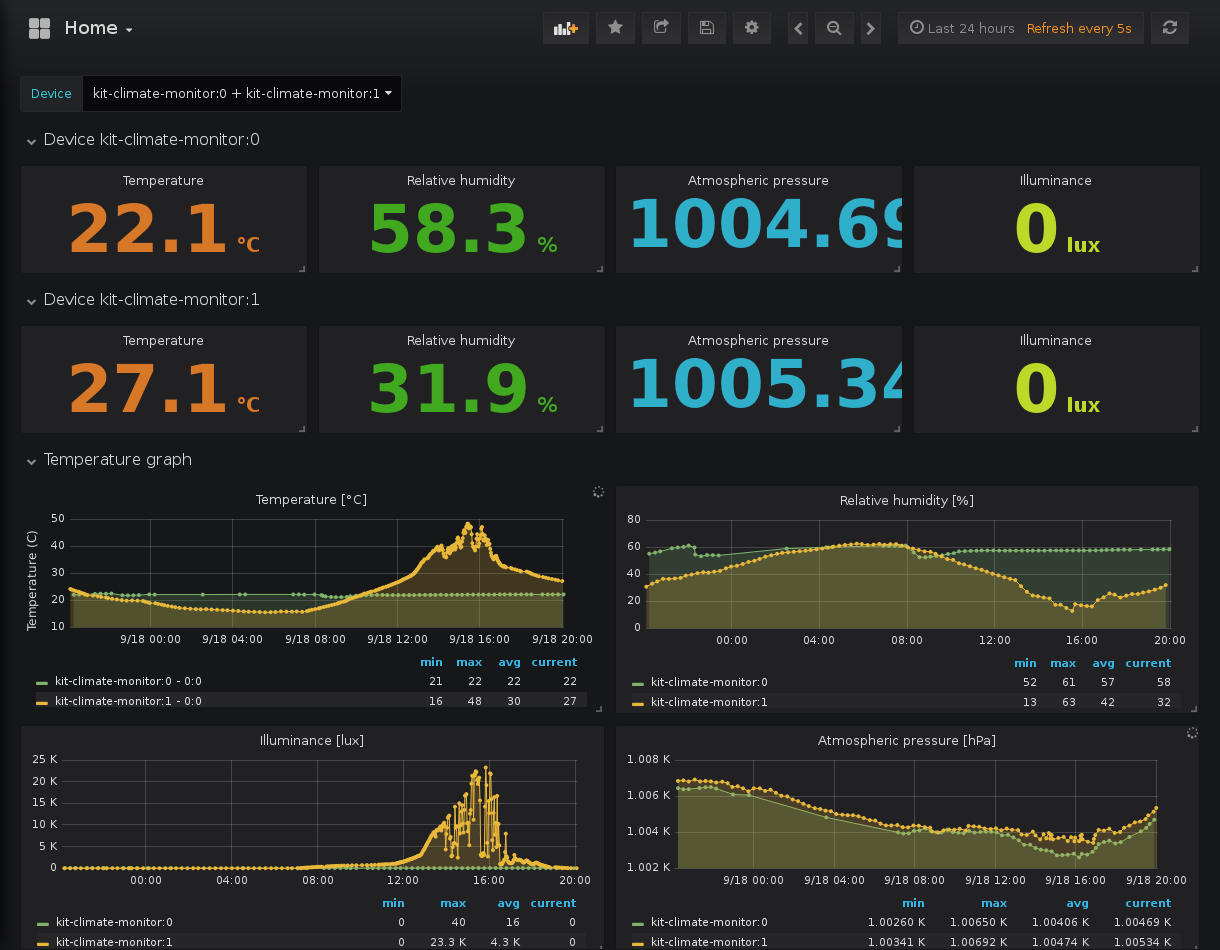 Home
Last 24 hours Refresh every 5s
Device kit-climate-monitor:0 + kit-climate-monitor:1
Device kit-climate-monitor:0
Temperature Relative humidity Atmospheric pressure Illuminance
22.1 °C 58.3 % 1004.69 0 lux
Device kit-climate-monitor:1
Temperature Relative humidity Atmospheric pressure Illuminance
27.1 °C 31.9 % 1005.34 0 lux
Temperature graph
Temperature [°C]
Temperature (C)
50
40
30
20
10
9/18 00:00 9/18 04:00 9/18 08:00 9/18 12:00 9/18 16:00 9/18 20:00
min max avg current
kit-climate-monitor:0 - 0:0 21 22 22 22
kit-climate-monitor:1 - 0:0 16 48 30 27
Relative humidity [%]
80
60
40
20
0
00:00 04:00 08:00 12:00 16:00 20:00
min max avg current
kit-climate-monitor:0 52 61 57 58
kit-climate-monitor:1 13 63 42 32
Illuminance [lux]
25 K
20 K
15 K
10 K
5 K
0
00:00 04:00 08:00 12:00 16:00 20:00
min max avg current
kit-climate-monitor:0 0 40 16 0
kit-climate-monitor:1 0 23.3 K 4.3 K 0
Atmospheric pressure [hPa]
1.008 K
1.006 K
1.004 K
1.002 K
9/18 00:00 9/18 04:00 9/18 08:00 9/18 12:00 9/18 16:00 9/18 20:00
min max avg current
kit-climate-monitor:0 1.00260 K 1.00650 K 1.00406 K 1.00469 K
kit-climate-monitor:1 1.00341 K 1.00692 K 1.00474 K 1.00534 K